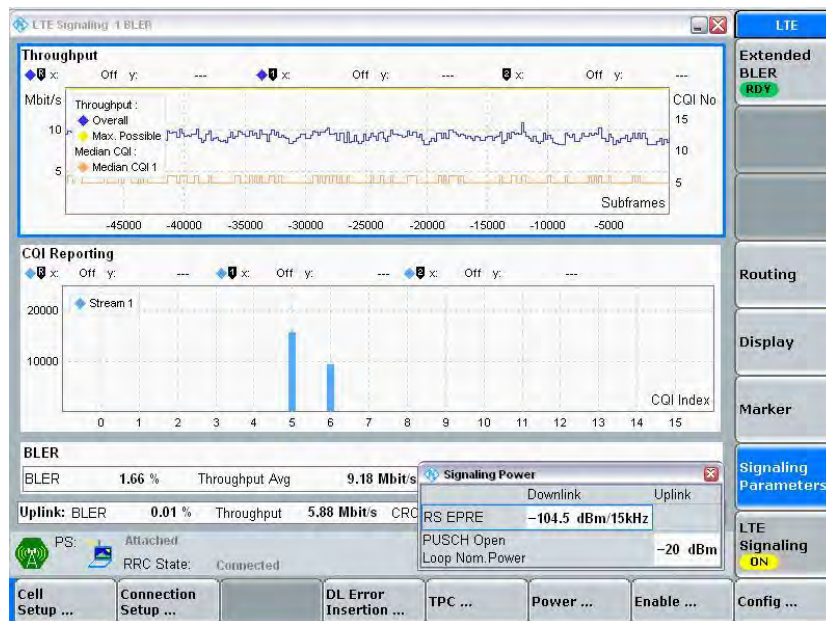 LTE Signaling 1 BLER
LTE
Throughput
x: Off y: --- 1 x: Off y: --- 2 x: Off y: ---
Mbit/s
CQI No
Throughput :
Overall
Max. Possible
Median CQI :
Median CQI 1
10
5
15
10
5
Subframes
-45000 -40000 -35000 -30000 -25000 -20000 -15000 -10000 -5000
CQI Reporting
R x: Off y: --- 1 x: Off y: --- 2 x: Off y: ---
Stream 1
20000
10000
CQI Index
0 1 2 3 4 5 6 7 8 9 10 11 12 13 14 15
BLER
BLER 1.66 % Throughput Avg 9.18 Mbit/s
Uplink: BLER 0.01 % Throughput 5.88 Mbit/s CRC
Signaling Power
Downlink Uplink
RS EPRE -104.5 dBm/15kHz
PUSCH Open
Loop Nom.Power -20 dBm
PS: Attached
RRC State: Connected
Extended
BLER
RDY
Routing
Display
Marker
Signaling
Parameters
LTE
Signaling
ON
Cell
Setup ...
Connection
Setup ...
DL Error
Insertion ...
TPC ...
Power ...
Enable ...
Config ...